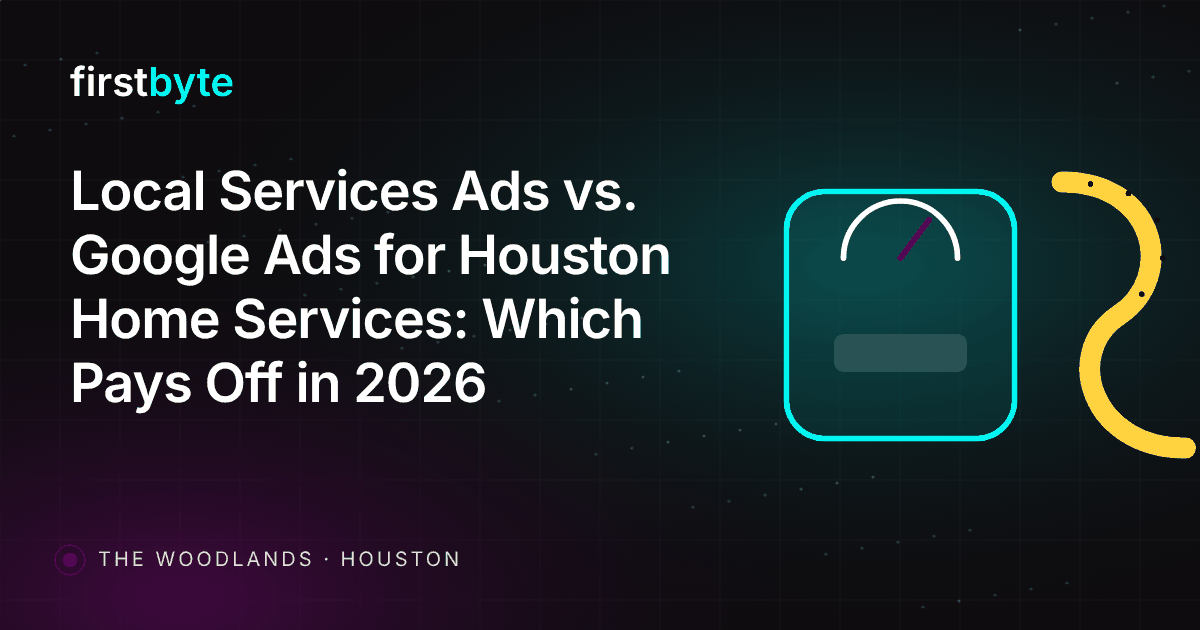 firstbyte
Local Services Ads vs.
Google Ads for Houston
Home Services: Which
Pays Off in 2026
THE WOODLANDS · HOUSTON